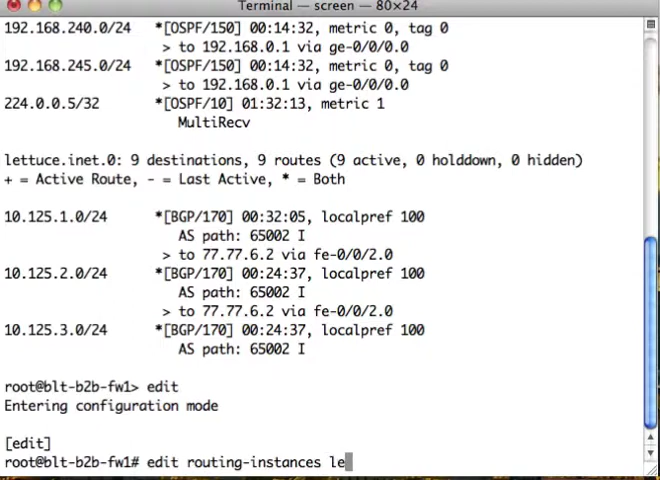 Terminal — screen — 80×24
192.168.240.0/24   *[OSPF/150] 00:14:32, metric 0, tag 0
> to 192.168.0.1 via ge-0/0/0.0
192.168.245.0/24   *[OSPF/150] 00:14:32, metric 0, tag 0
> to 192.168.0.1 via ge-0/0/0.0
224.0.0.5/32       *[OSPF/10] 01:32:13, metric 1
MultiRecv
lettuce.inet.0: 9 destinations, 9 routes (9 active, 0 holddown, 0 hidden)
+ = Active Route, - = Last Active, * = Both
10.125.1.0/24      *[BGP/170] 00:32:05, localpref 100
AS path: 65002 I
> to 77.77.6.2 via fe-0/0/2.0
10.125.2.0/24      *[BGP/170] 00:24:37, localpref 100
AS path: 65002 I
> to 77.77.6.2 via fe-0/0/2.0
10.125.3.0/24      *[BGP/170] 00:24:37, localpref 100
AS path: 65002 I
root@blt-b2b-fw1> edit
Entering configuration mode
[edit]
root@blt-b2b-fw1# edit routing-instances le